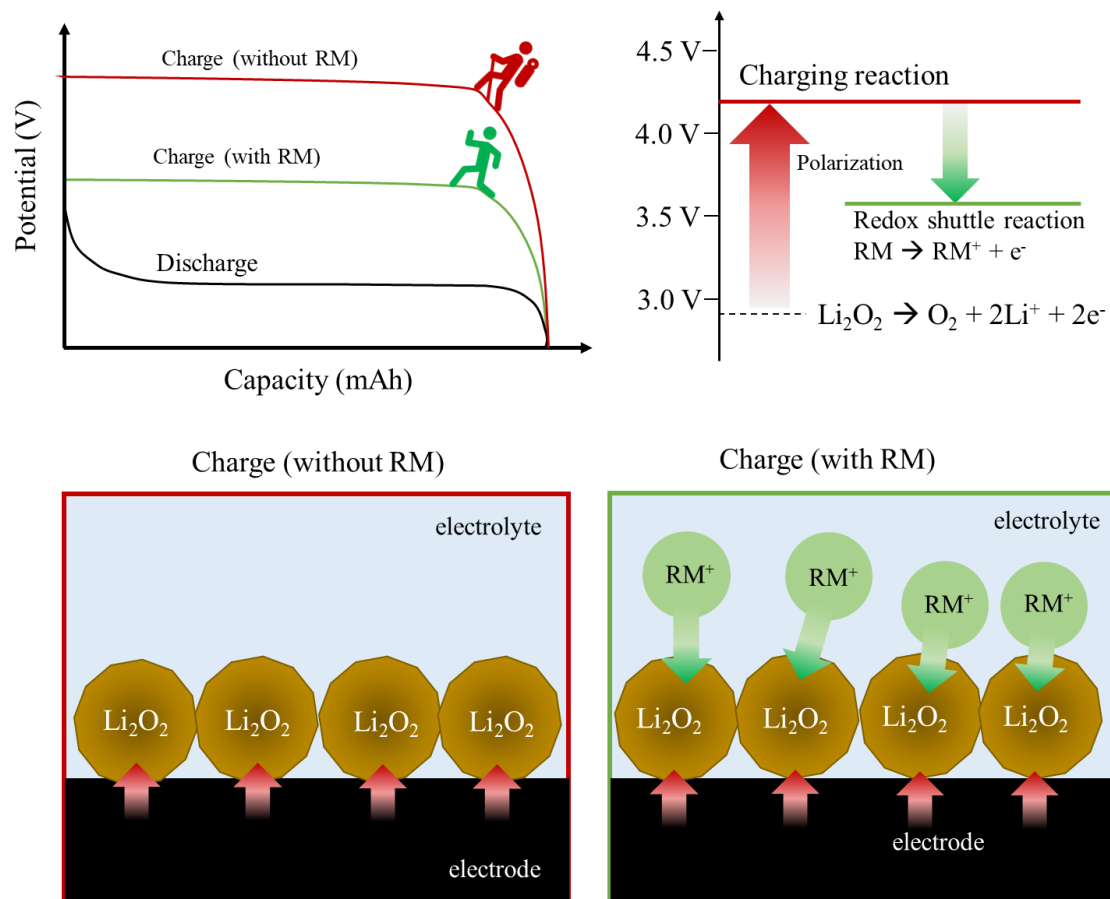 Charge (without RM)
Charge (with RM)
Discharge
Potential (V)
Capacity (mAh)
4.5 V
Charging reaction
4.0 V
Polarization
3.5 V
Redox shuttle reaction
RM → RM⁺ + e⁻
3.0 V
Li₂O₂ → O₂ + 2Li⁺ + 2e⁻
Charge (without RM)
electrolyte
Li₂O₂ Li₂O₂ Li₂O₂ Li₂O₂
electrode
Charge (with RM)
electrolyte
RM⁺ RM⁺ RM⁺ RM⁺
Li₂O₂ Li₂O₂ Li₂O₂ Li₂O₂
electrode